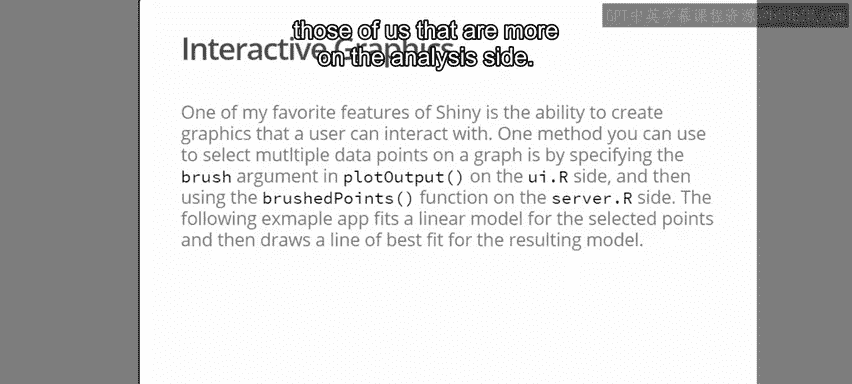 those of us that are more
on the analysis side.
Interactive Graphics
One of my favorite features of Shiny is the ability to create
graphics that a user can interact with. One method you can use
to select mutltiple data points on a graph is by specifying the
brush argument in plotOutput() on the ui.R side, and then
using the brushedPoints() function on the server.R side. The
following exmaple app fits a linear model for the selected points
and then draws a line of best fit for the resulting model.